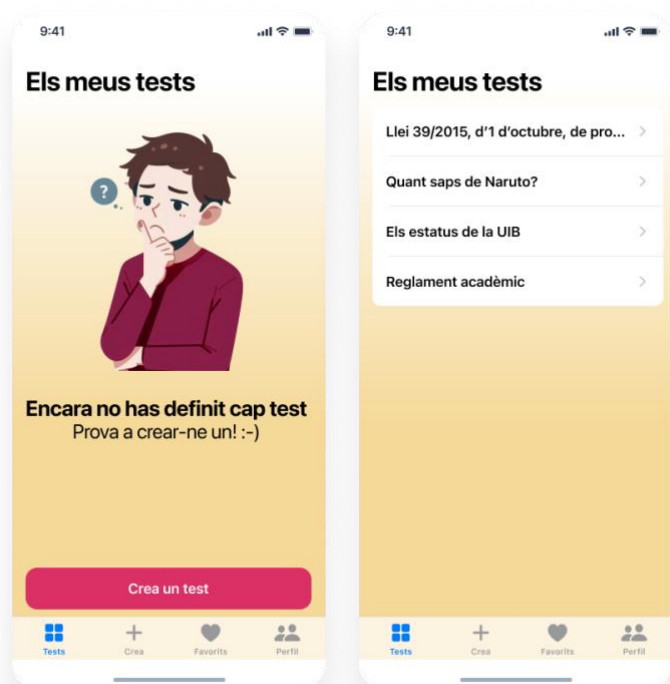 9:41
Els meus tests
?
Encara no has definit cap test
Prova a crear-ne un! :-)
Crea un test
Tests
Crea
Favorits
Perfil
9:41
Els meus tests
Llei 39/2015, d'1 d'octubre, de pro...
Quant saps de Naruto?
Els estatus de la UIB
Reglament acadèmic
Tests
Crea
Favorits
Perfil